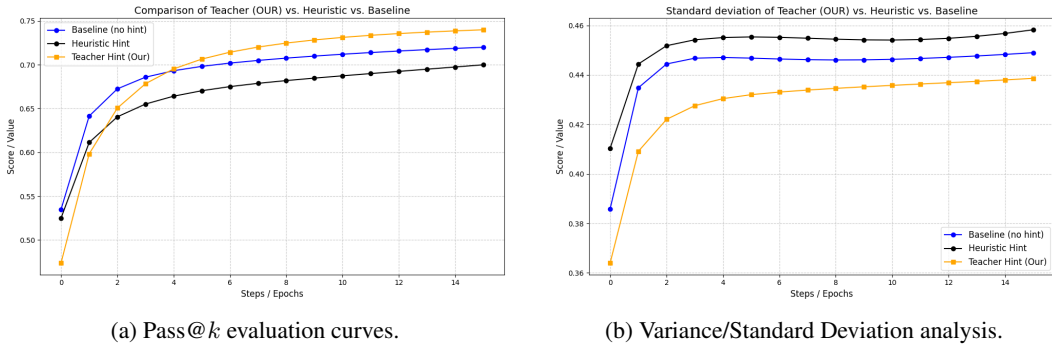 Comparison of Teacher (OUR) vs. Heuristic vs. Baseline
0.75
0.70
0.65
0.60
0.55
0.50
Score / Value
Baseline (no hint)
Heuristic Hint
Teacher Hint (Our)
0 2 4 6 8 10 12 14
Steps / Epochs
(a) Pass@k evaluation curves.
Standard deviation of Teacher (OUR) vs. Heuristic vs. Baseline
0.46
0.44
0.42
0.40
0.38
0.36
Score / Value
Baseline (no hint)
Heuristic Hint
Teacher Hint (Our)
0 2 4 6 8 10 12 14
Steps / Epochs
(b) Variance/Standard Deviation analysis.